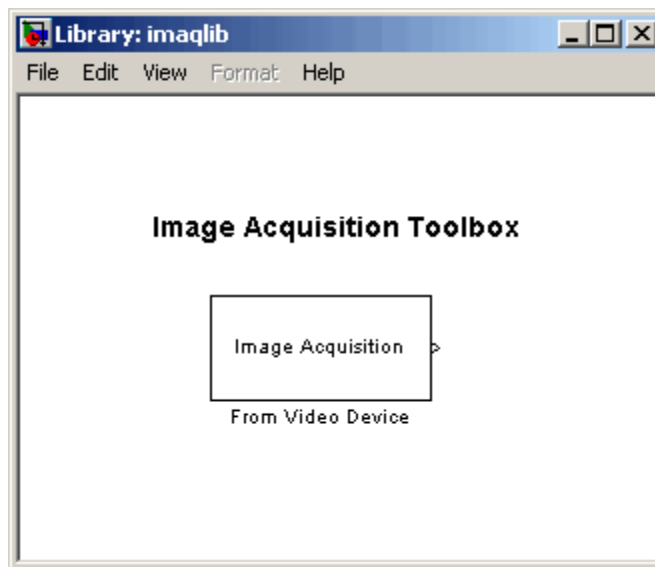 Library: imaqlib
File Edit View Format Help
Image Acquisition Toolbox
Image Acquisition
From Video Device